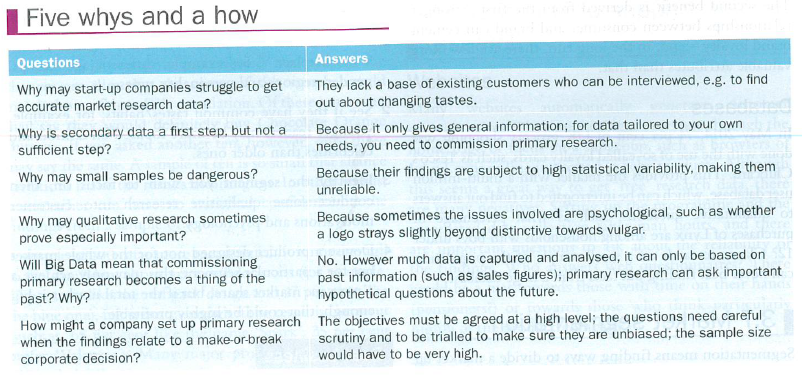 Five whys and a how
Questions
Answers
Why may start-up companies struggle to get
accurate market research data?
They lack a base of existing customers who can be interviewed, e.g. to find
out about changing tastes.
Why is secondary data a first step, but not a
sufficient step?
Because it only gives general information; for data tailored to your own
needs, you need to commission primary research.
Why may small samples be dangerous?
Because their findings are subject to high statistical variability, making them
unreliable.
Why may qualitative research sometimes
prove especially important?
Because sometimes the issues involved are psychological, such as whether
a logo strays slightly beyond distinctive towards vulgar.
Will Big Data mean that commissioning
primary research becomes a thing of the
past? Why?
No. However much data is captured and analysed, it can only be based on
past information (such as sales figures); primary research can ask important
hypothetical questions about the future.
How might a company set up primary research
when the findings relate to a make-or-break
corporate decision?
The objectives must be agreed at a high level; the questions need careful
scrutiny and to be trialled to make sure they are unbiased; the sample size
would have to be very high.